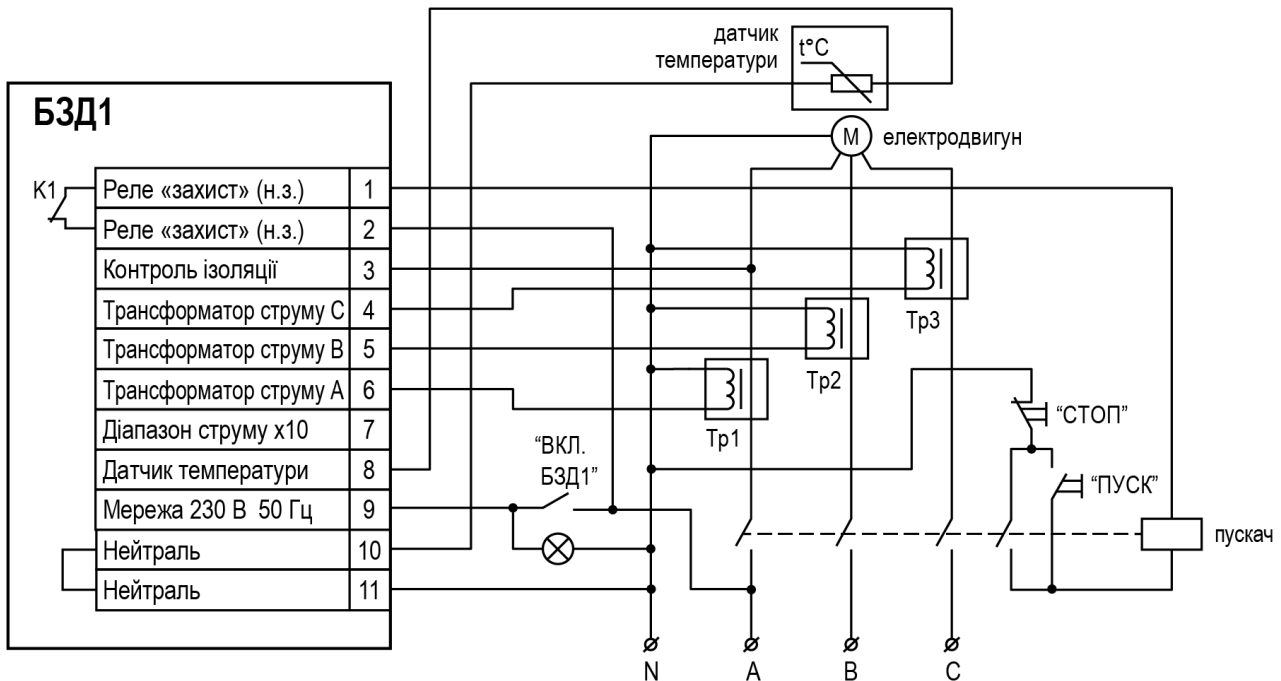 датчик
температури
t°C
БЗД1
M
електродвигун
К1
Реле «захист» (н.з.) 1
Реле «захист» (н.з.) 2
Контроль ізоляції 3
Трансформатор струму С 4
Трансформатор струму В 5
Трансформатор струму А 6
Діапазон струму x10 7
Датчик температури 8
Мережа 230 В 50 Гц 9
Нейтраль 10
Нейтраль 11
Тр3
Тр2
Тр1
“СТОП”
“ВКЛ.
БЗД1”
“ПУСК”
пускач
N
A
B
C